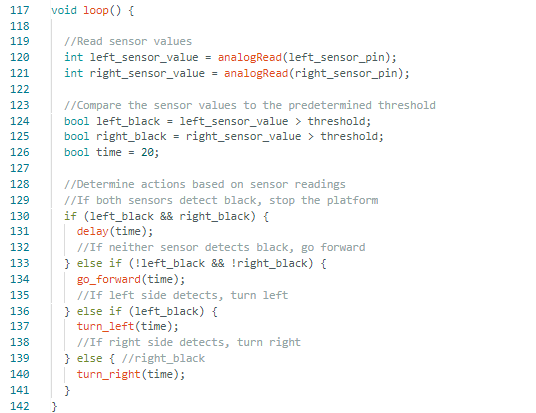 117 void loop() {
118
119   //Read sensor values
120   int left_sensor_value = analogRead(left_sensor_pin);
121   int right_sensor_value = analogRead(right_sensor_pin);
122
123   //Compare the sensor values to the predetermined threshold
124   bool left_black = left_sensor_value > threshold;
125   bool right_black = right_sensor_value > threshold;
126   bool time = 20;
127
128   //Determine actions based on sensor readings
129   //If both sensors detect black, stop the platform
130   if (left_black && right_black) {
131     delay(time);
132     //If neither sensor detects black, go forward
133   } else if (!left_black && !right_black) {
134     go_forward(time);
135     //If left side detects, turn left
136   } else if (left_black) {
137     turn_left(time);
138     //If right side detects, turn right
139   } else { //right_black
140     turn_right(time);
141   }
142 }